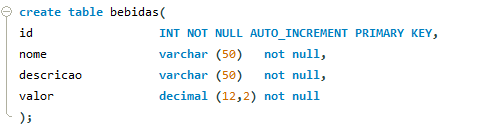 create table bebidas(
id INT NOT NULL AUTO_INCREMENT PRIMARY KEY,
nome varchar (50) not null,
descricao varchar (50) not null,
valor decimal (12,2) not null
);